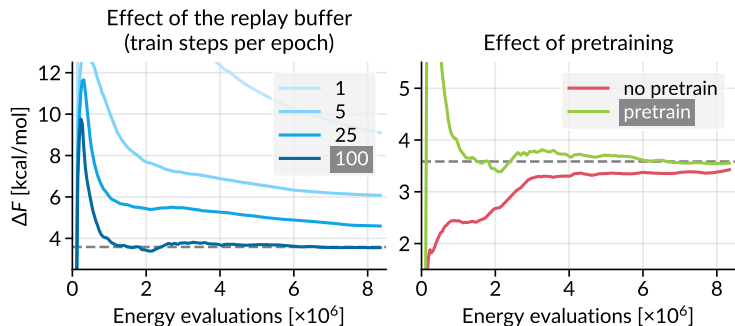 Effect of the replay buffer
(train steps per epoch)
ΔF [kcal/mol]
12
10
8
6
4
1
5
25
100
0
2
4
6
8
Energy evaluations [×10⁶]
Effect of pretraining
5
4
3
2
no pretrain
pretrain
0
2
4
6
8
Energy evaluations [×10⁶]